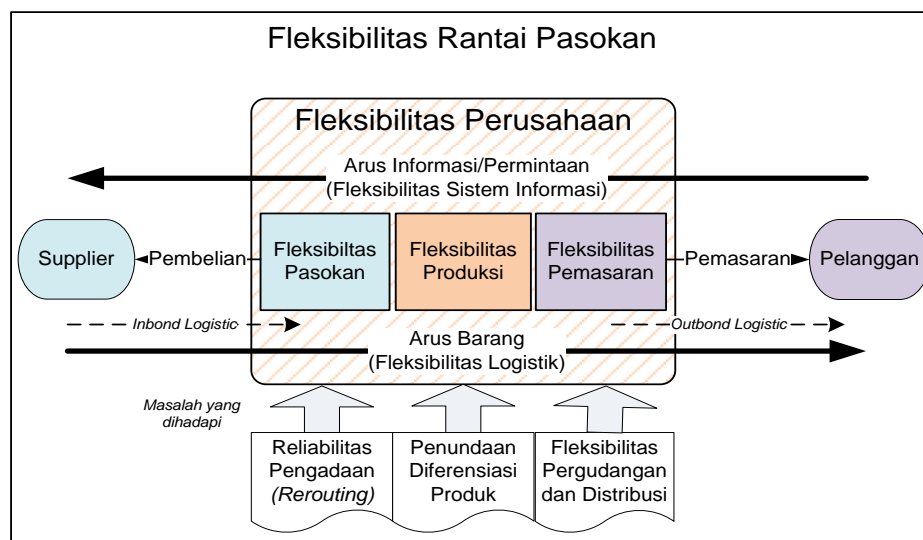 Fleksibilitas Rantai Pasokan
Fleksibilitas Perusahaan
Arus Informasi/Permintaan
(Fleksibilitas Sistem Informasi)
Supplier
Pembelian
Fleksibiltas
Pasokan
Fleksibilitas
Produksi
Fleksibilitas
Pemasaran
Pemasaran
Pelanggan
Inbond Logistic
Outbond Logistic
Arus Barang
(Fleksibilitas Logistik)
Masalah yang
dihadapi
Reliabilitas
Pengadaan
(Rerouting)
Penundaan
Diferensiasi
Produk
Fleksibilitas
Pergudangan
dan Distribusi